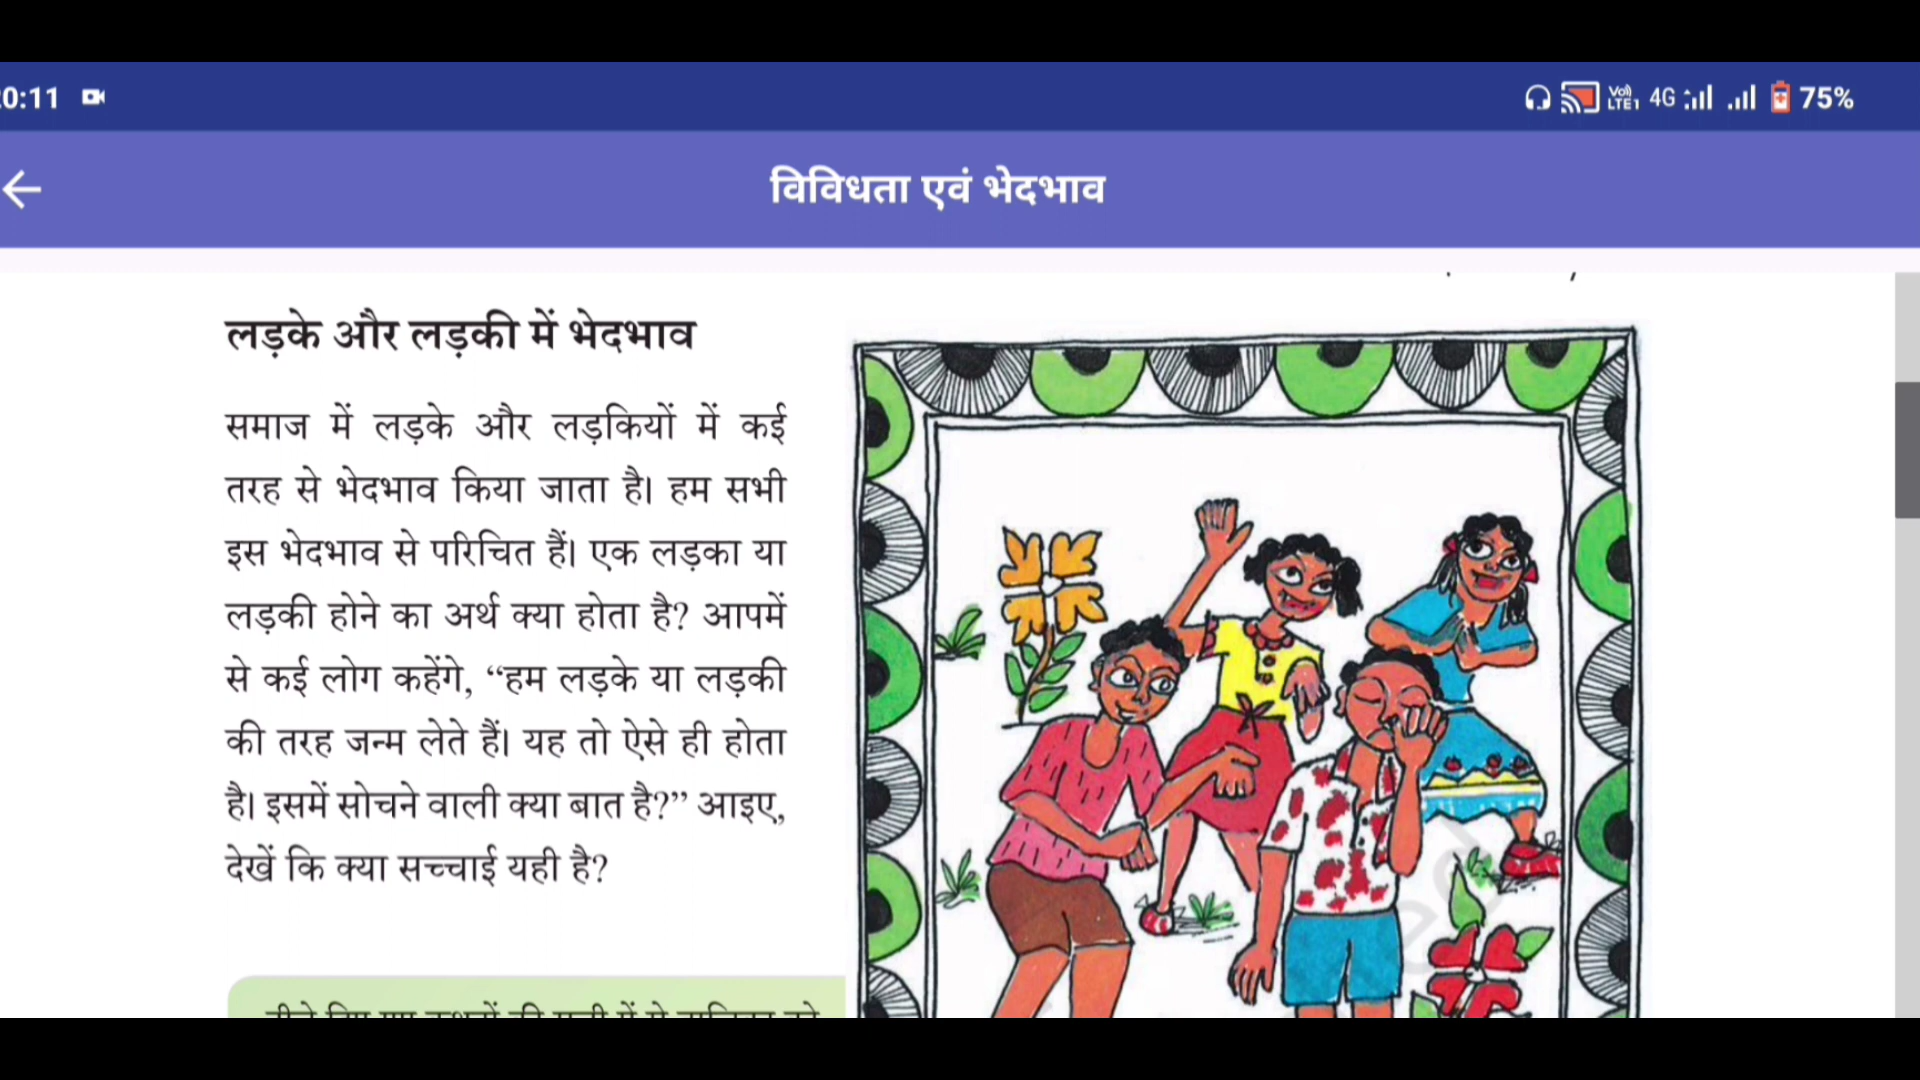 0:11
VoLTE1 4G 75%
विविधता एवं भेदभाव
लड़के और लड़की में भेदभाव
समाज में लड़के और लड़कियों में कई
तरह से भेदभाव किया जाता है। हम सभी
इस भेदभाव से परिचित हैं। एक लड़का या
लड़की होने का अर्थ क्या होता है? आपमें
से कई लोग कहेंगे, “हम लड़के या लड़की
की तरह जन्म लेते हैं। यह तो ऐसे ही होता
है। इसमें सोचने वाली क्या बात है?” आइए,
देखें कि क्या सच्चाई यही है?